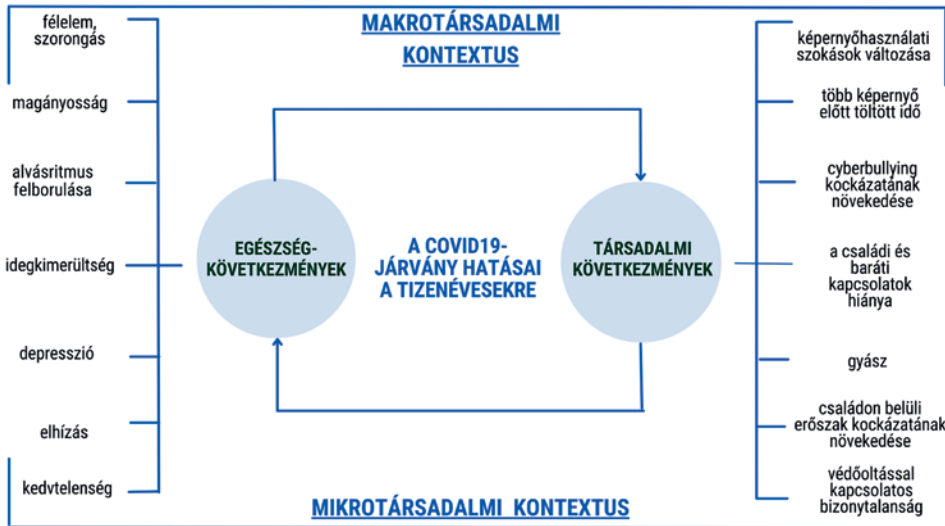 MAKROTÁRSADALMI
KONTEXTUS
félelem,
szorongás
magányosság
alvásritmus
felborulása
idegkimerültség
depresszió
elhízás
kedvtelenség
EGÉSZSÉG-
KÖVETKEZMÉNYEK
A COVID19-
JÁRVÁNY HATÁSAI
A TIZENÉVESEKRE
TÁRSADALMI
KÖVETKEZMÉNYEK
képernyőhasználati
szokások változása
több képernyő
előtt töltött idő
cyberbullying
kockázatának
növekedése
a családi és
baráti
kapcsolatok
hiánya
gyász
családon belüli
erőszak kockázatának
növekedése
védőoltással
kapcsolatos
bizonytalanság
MIKROTÁRSADALMI KONTEXTUS